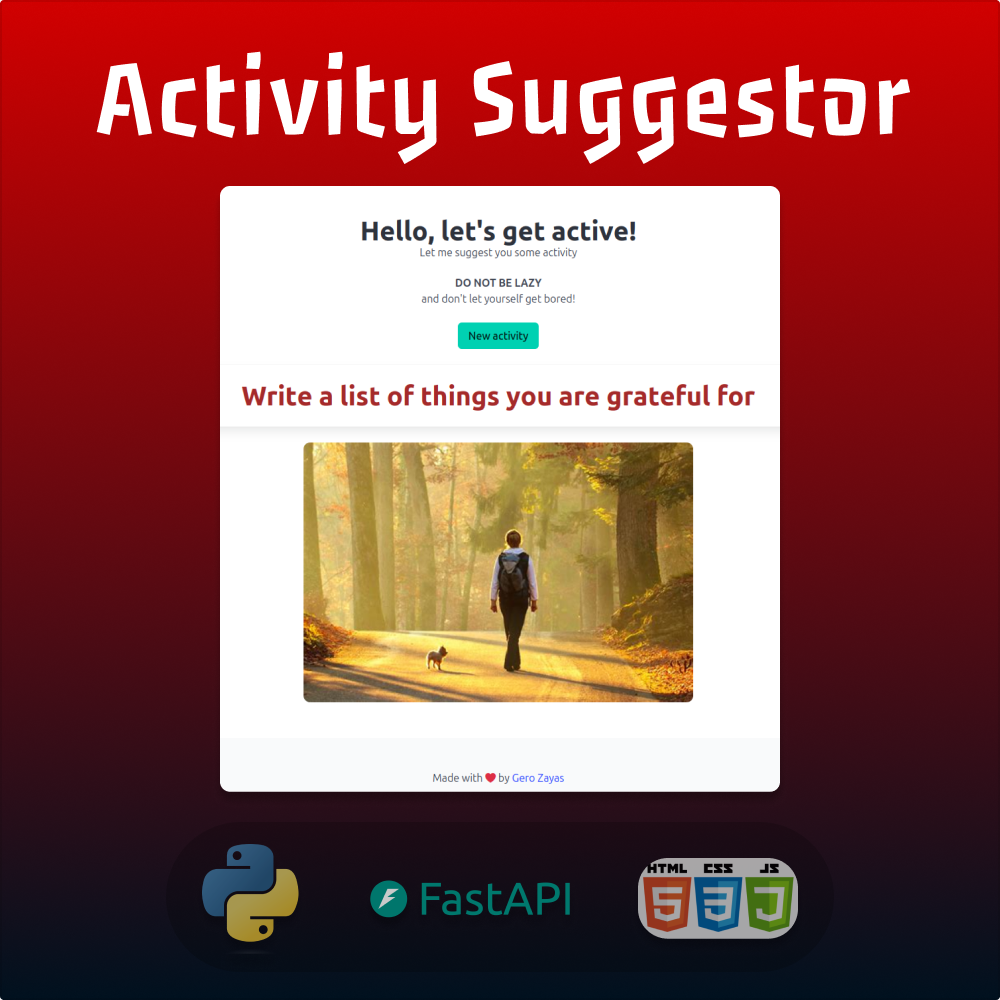 Activity Suggestor
Hello, let's get active!
Let me suggest you some activity
DO NOT BE LAZY
and don't let yourself get bored!
New activity
Write a list of things you are grateful for
Made with ❤ by Gero Zayas
FastAPI
HTML CSS JS
5 3 J